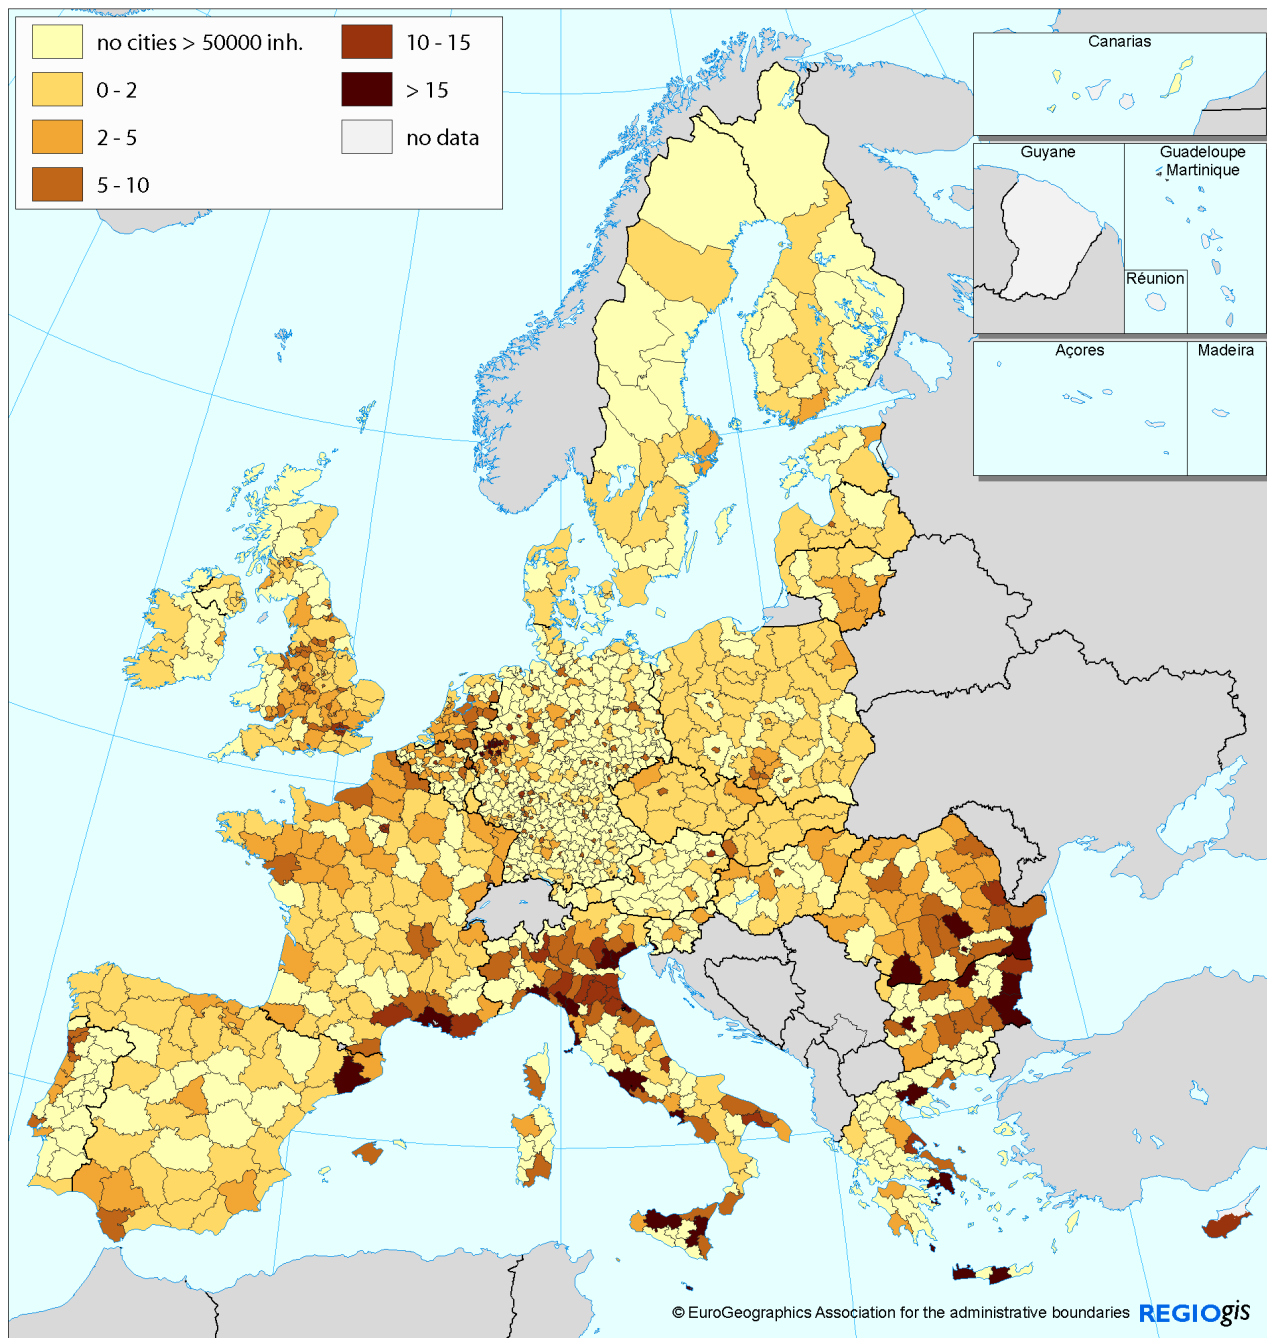 no cities > 50000 inh.
0 - 2
2 - 5
5 - 10
10 - 15
> 15
no data
Canarias
Guyane
Guadeloupe
Martinique
Réunion
Açores
Madeira
© EuroGeographics Association for the administrative boundaries
REGIOgis